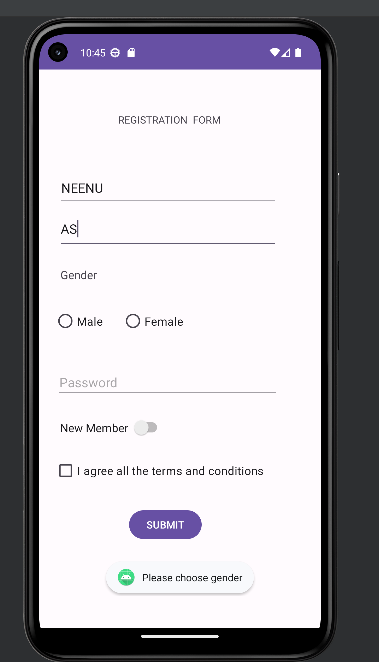 10:45
REGISTRATION FORM
NEENU
AS
Gender
Male Female
Password
New Member
I agree all the terms and conditions
SUBMIT
Please choose gender